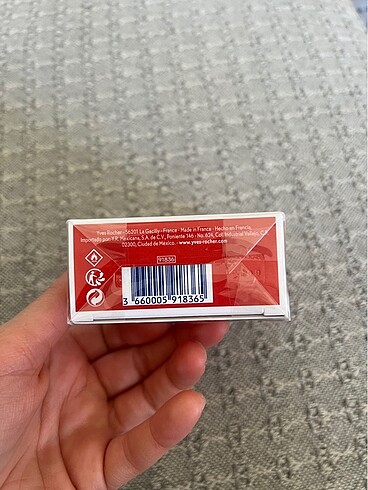 Yves Rocher - 56201 La Gacilly - France • Made in France • Hecho en Francia,
Importado por: Y.R. Mexicana, S.A. de C.V., Poniente 146 - No. 624, Col. Industrial Vallejo, C.P.
02300, Ciudad de México. • www.yves-rocher.com
91836
3 660005 918365